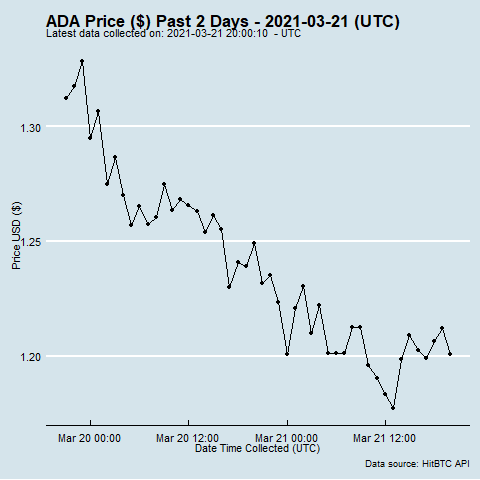 ADA Price ($) Past 2 Days - 2021-03-21 (UTC)
Latest data collected on: 2021-03-21 20:00:10 - UTC
1.30
1.25
1.20
Price USD ($)
Mar 20 00:00 Mar 20 12:00 Mar 21 00:00 Mar 21 12:00
Date Time Collected (UTC)
Data source: HitBTC API